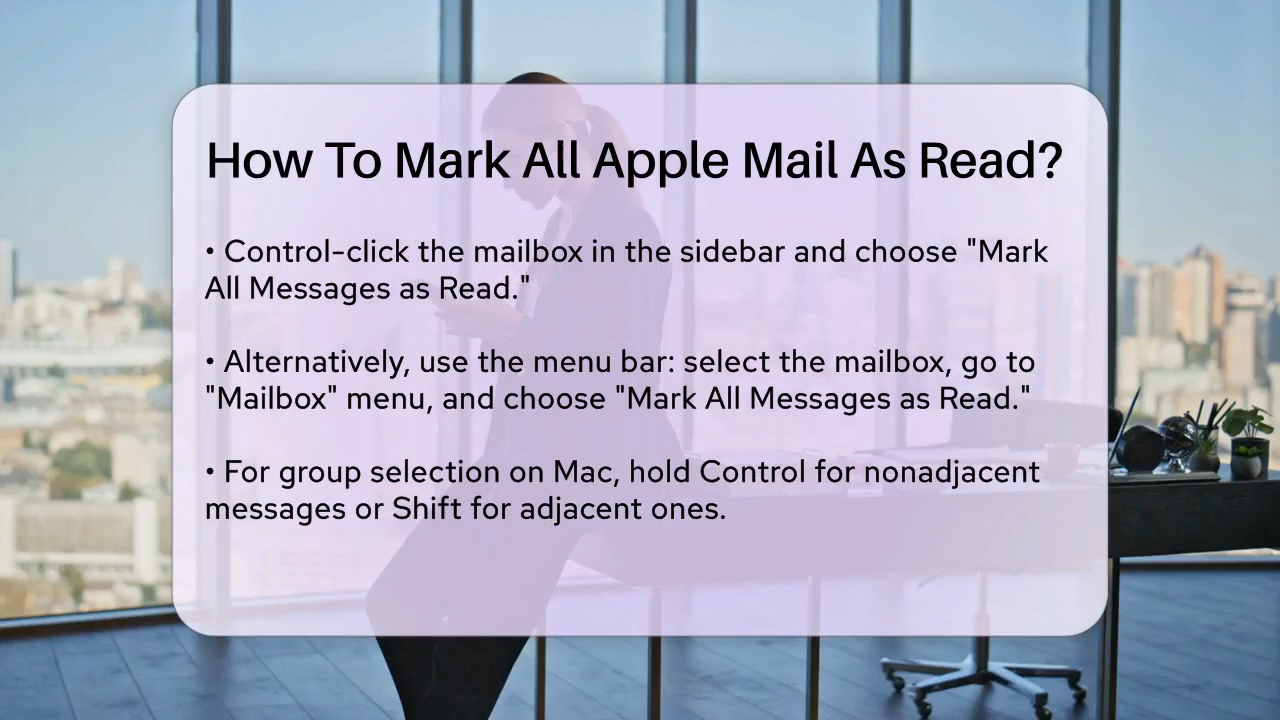 How To Mark All Apple Mail As Read?
• Control-click the mailbox in the sidebar and choose "Mark
All Messages as Read."
• Alternatively, use the menu bar: select the mailbox, go to
"Mailbox" menu, and choose "Mark All Messages as Read."
• For group selection on Mac, hold Control for nonadjacent
messages or Shift for adjacent ones.